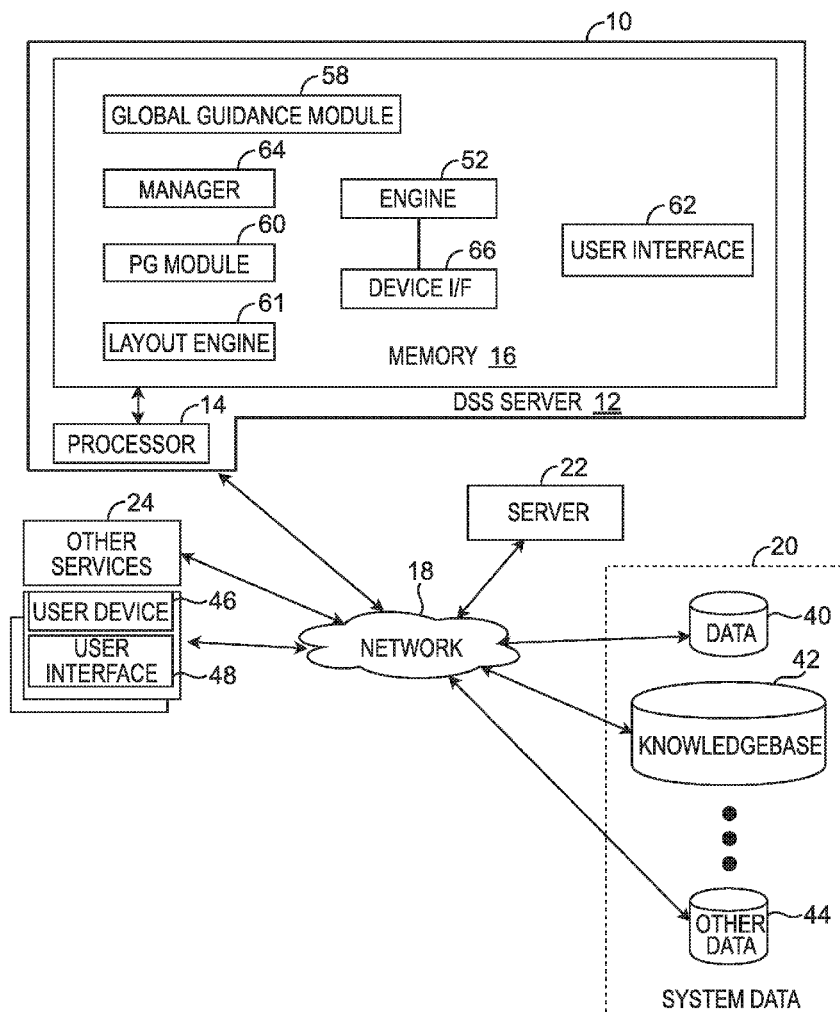 10
58
GLOBAL GUIDANCE MODULE
64
MANAGER
52
ENGINE
62
USER INTERFACE
60
PG MODULE
66
DEVICE I/F
61
LAYOUT ENGINE
MEMORY 16
DSS SERVER 12
14
PROCESSOR
24
OTHER
SERVICES
22
SERVER
USER DEVICE
46
USER
INTERFACE
48
18
NETWORK
20
40
DATA
42
KNOWLEDGEBASE
OTHER
DATA
44
SYSTEM DATA